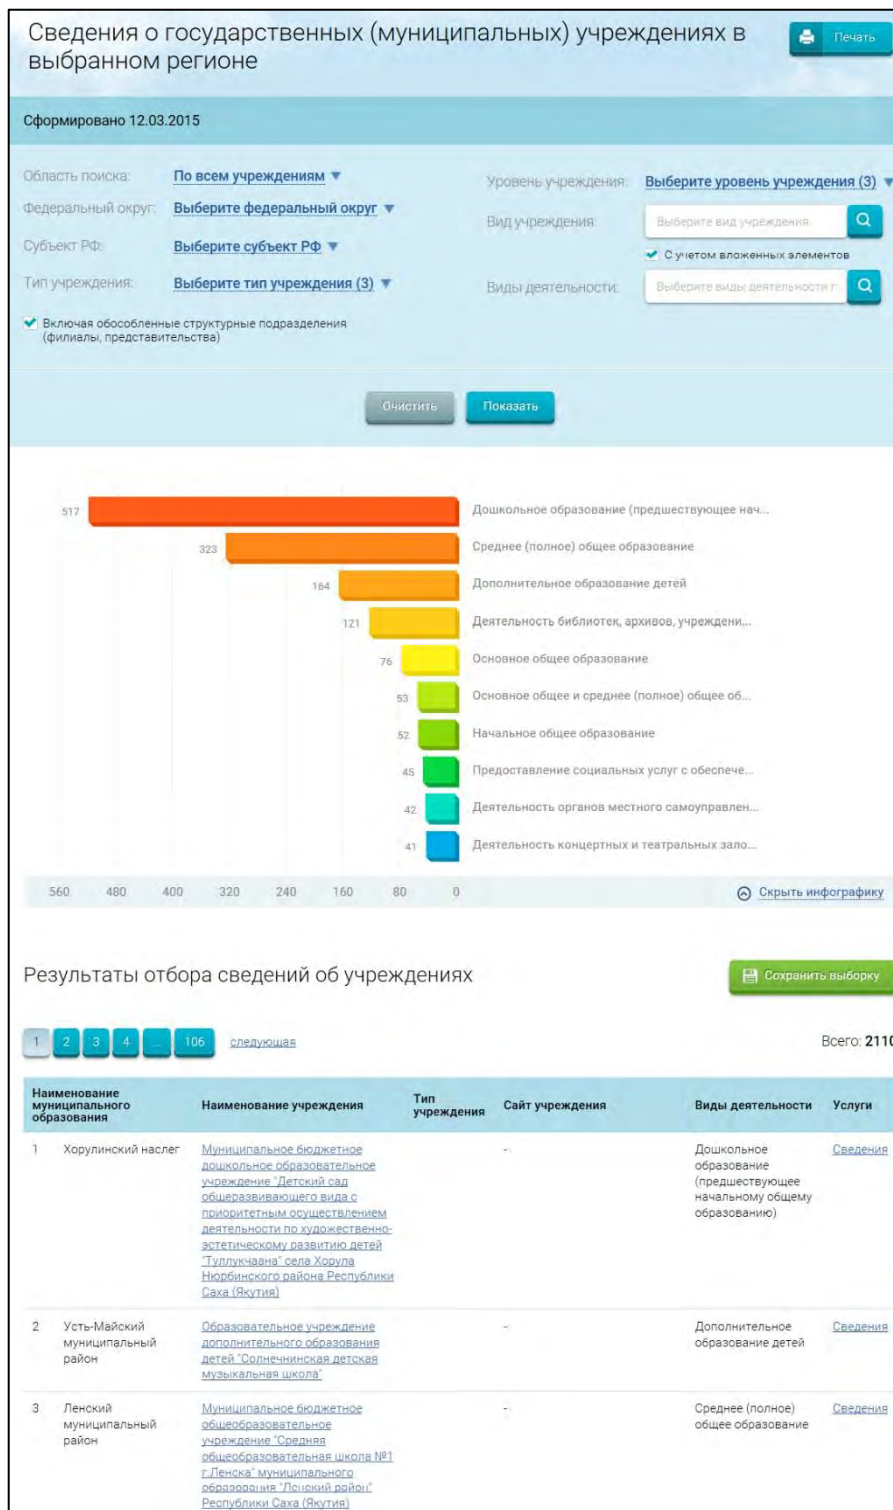 Сведения о государственных (муниципальных) учреждениях в
выбранном регионе
Печать
Сформировано 12.03.2015
Область поиска: По всем учреждениям
Федеральный округ: Выберите федеральный округ
Субъект РФ: Выберите субъект РФ
Тип учреждения: Выберите тип учреждения (3)
Включая обособленные структурные подразделения
(филиалы, представительства)
Уровень учреждения: Выберите уровень учреждения (3)
Вид учреждения: Выберите вид учреждения
С учетом вложенных элементов
Виды деятельности: Выберите виды деятельности г
Очистить Показать
517 Дошкольное образование (предшествующее нач...
323 Среднее (полное) общее образование
164 Дополнительное образование детей
121 Деятельность библиотек, архивов, учреждени...
76 Основное общее образование
53 Основное общее и среднее (полное) общее об...
52 Начальное общее образование
45 Предоставление социальных услуг с обеспече...
42 Деятельность органов местного самоуправлен...
41 Деятельность концертных и театральных зало...
560 480 400 320 240 160 80 0
Скрыть инфографику
Результаты отбора сведений об учреждениях
Сохранить выборку
1 2 3 4 ... 106 следующая
Всего: 2110
Наименование
муниципального
образования
Наименование учреждения
Тип
учреждения
Сайт учреждения
Виды деятельности
Услуги
1 Хорулинский наслег
Муниципальное бюджетное
дошкольное образовательное
учреждение "Детский сад
общеразвивающего вида с
приоритетным осуществлением
деятельности по художественно-
эстетическому развитию детей
"Туллукчаана" села Хорула
Нюрбинского района Республики
Саха (Якутия)
-
Дошкольное
образование
(предшествующее
начальному общему
образованию)
Сведения
2 Усть-Майский
муниципальный
район
Образовательное учреждение
дополнительного образования
детей "Солнечнинская детская
музыкальная школа"
-
Дополнительное
образование детей
Сведения
3 Ленский
муниципальный
район
Муниципальное бюджетное
общеобразовательное
учреждение "Средняя
общеобразовательная школа №1
г.Ленска" муниципального
образования "Ленский район"
Республики Саха (Якутия)
-
Среднее (полное)
общее образование
Сведения